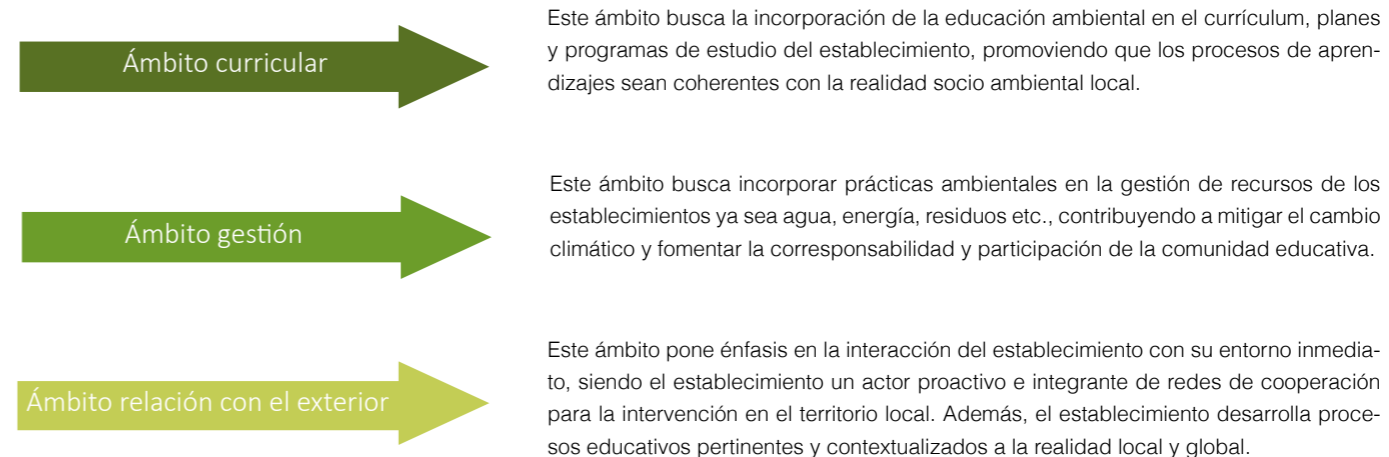 Ámbito curricular
Este ámbito busca la incorporación de la educación ambiental en el currículum, planes
y programas de estudio del establecimiento, promoviendo que los procesos de apren-
dizajes sean coherentes con la realidad socio ambiental local.
Ámbito gestión
Este ámbito busca incorporar prácticas ambientales en la gestión de recursos de los
establecimientos ya sea agua, energía, residuos etc., contribuyendo a mitigar el cambio
climático y fomentar la corresponsabilidad y participación de la comunidad educativa.
Ámbito relación con el exterior
Este ámbito pone énfasis en la interacción del establecimiento con su entorno inmedia-
to, siendo el establecimiento un actor proactivo e integrante de redes de cooperación
para la intervención en el territorio local. Además, el establecimiento desarrolla proce-
sos educativos pertinentes y contextualizados a la realidad local y global.